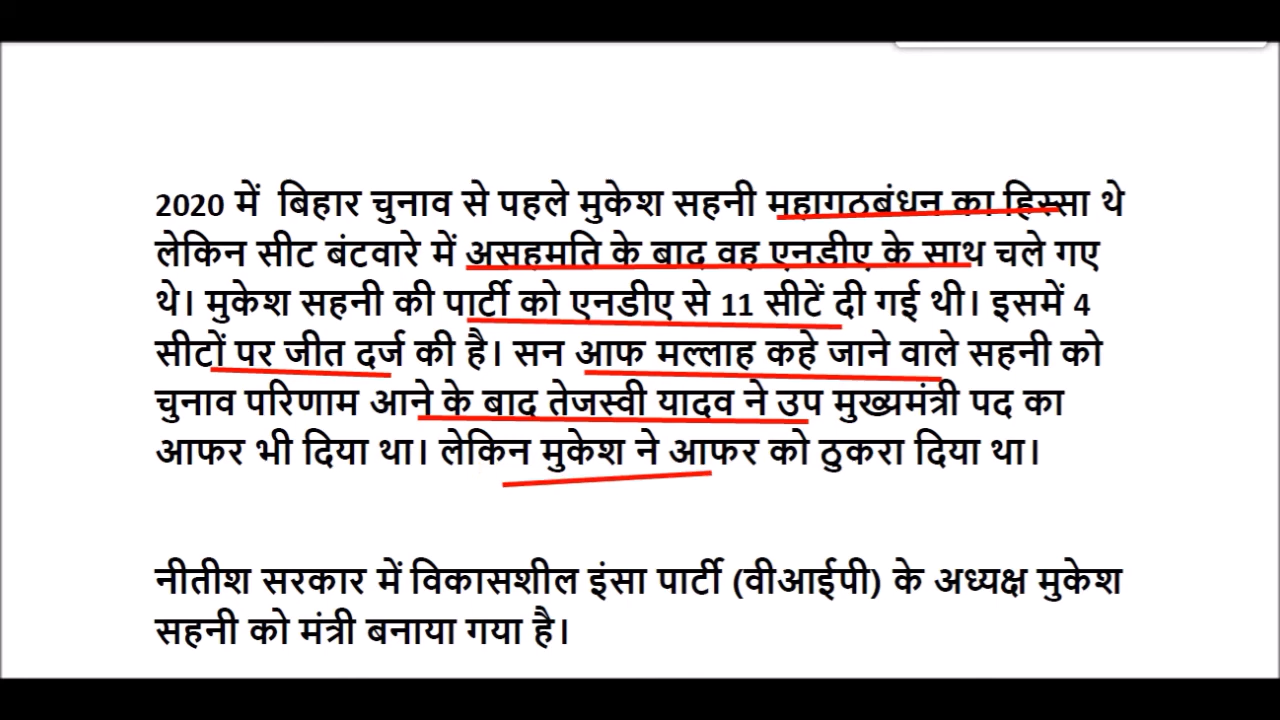 2020 में बिहार चुनाव से पहले मुकेश सहनी महागठबंधन का हिस्सा थे
लेकिन सीट बंटवारे में असहमति के बाद वह एनडीए के साथ चले गए
थे। मुकेश सहनी की पार्टी को एनडीए से 11 सीटें दी गई थी। इसमें 4
सीटों पर जीत दर्ज की है। सन आफ मल्लाह कहे जाने वाले सहनी को
चुनाव परिणाम आने के बाद तेजस्वी यादव ने उप मुख्यमंत्री पद का
आफर भी दिया था। लेकिन मुकेश ने आफर को ठुकरा दिया था।
नीतीश सरकार में विकासशील इंसा पार्टी (वीआईपी) के अध्यक्ष मुकेश
सहनी को मंत्री बनाया गया है।